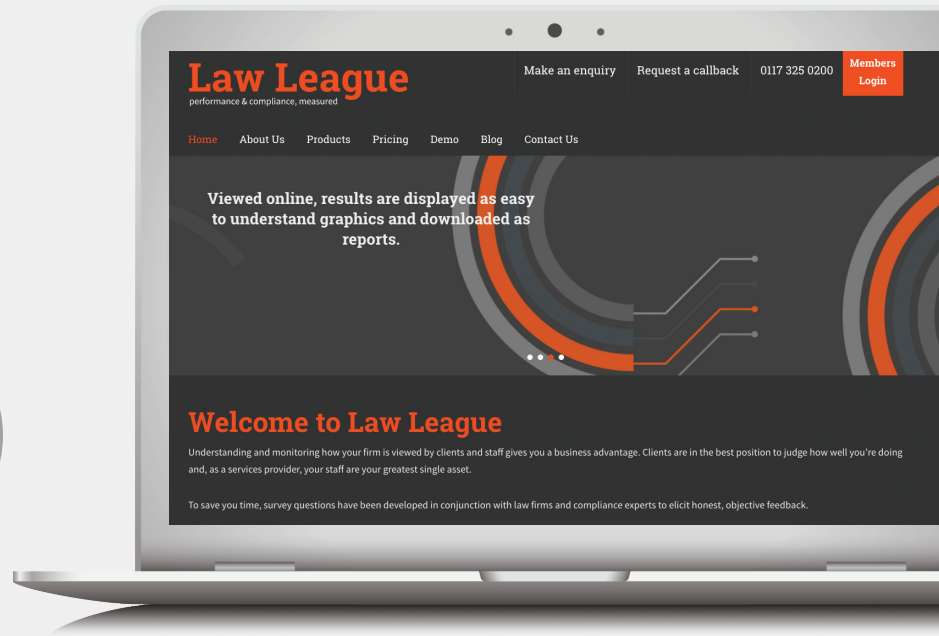 Law League
performance & compliance, measured
Make an enquiry
Request a callback
0117 325 0200
Members
Login
Home About Us Products Pricing Demo Blog Contact Us
Viewed online, results are displayed as easy
to understand graphics and downloaded as
reports.
Welcome to Law League
Understanding and monitoring how your firm is viewed by clients and staff gives you a business advantage. Clients are in the best position to judge how well you're doing
and, as a services provider, your staff are your greatest single asset.
To save you time, survey questions have been developed in conjunction with law firms and compliance experts to elicit honest, objective feedback.